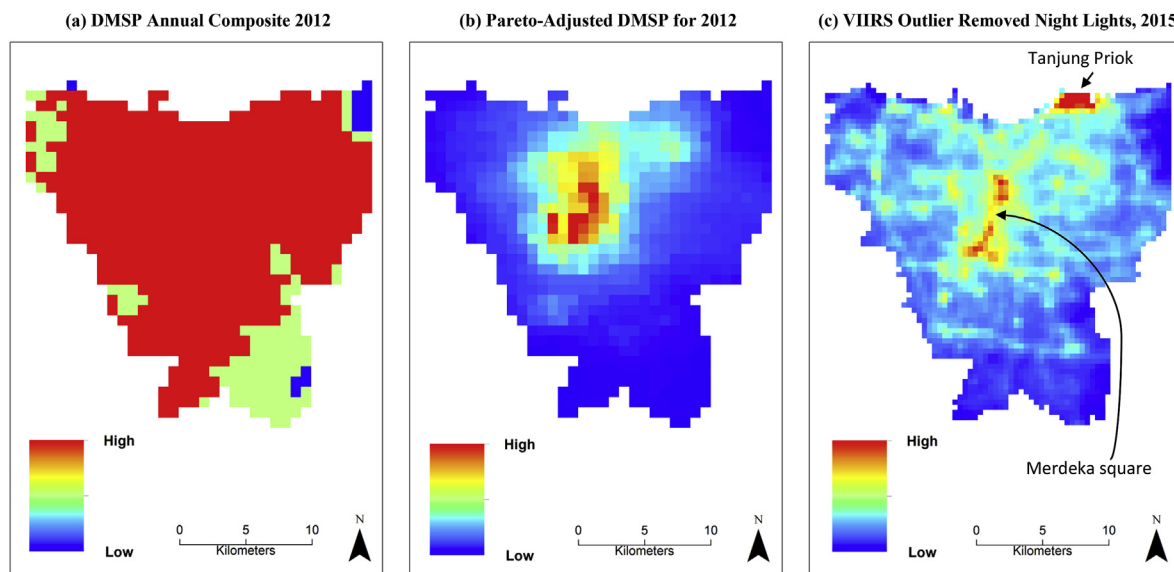 (a) DMSP Annual Composite 2012
(b) Pareto-Adjusted DMSP for 2012
(c) VIIRS Outlier Removed Night Lights, 2015
Tanjung Priok
High
Low
0 5 10
Kilometers
N
High
Low
0 5 10
Kilometers
N
Merdeka square
High
Low
0 5 10
Kilometers
N